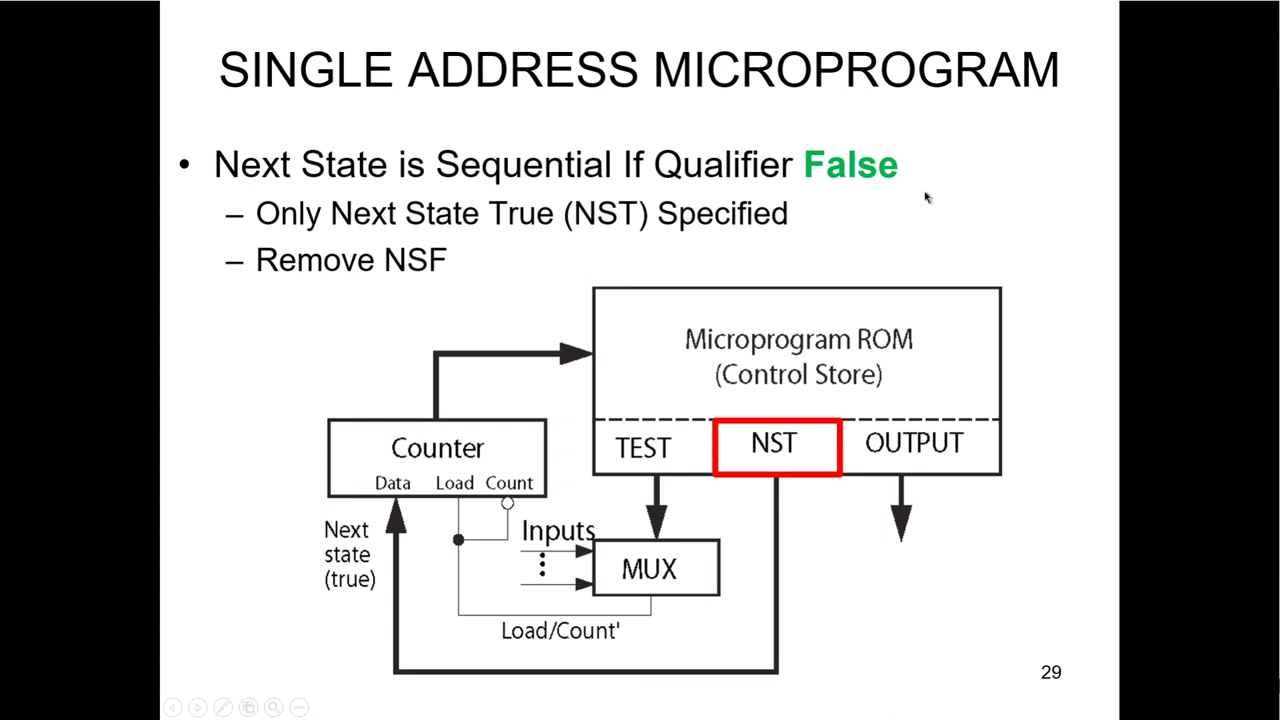 SINGLE ADDRESS MICROPROGRAM
• Next State is Sequential If Qualifier False
– Only Next State True (NST) Specified
– Remove NSF
Microprogram ROM
(Control Store)
TEST NST OUTPUT
Counter
Data Load Count
Next
state
(true)
Inputs
MUX
Load/Count'
29